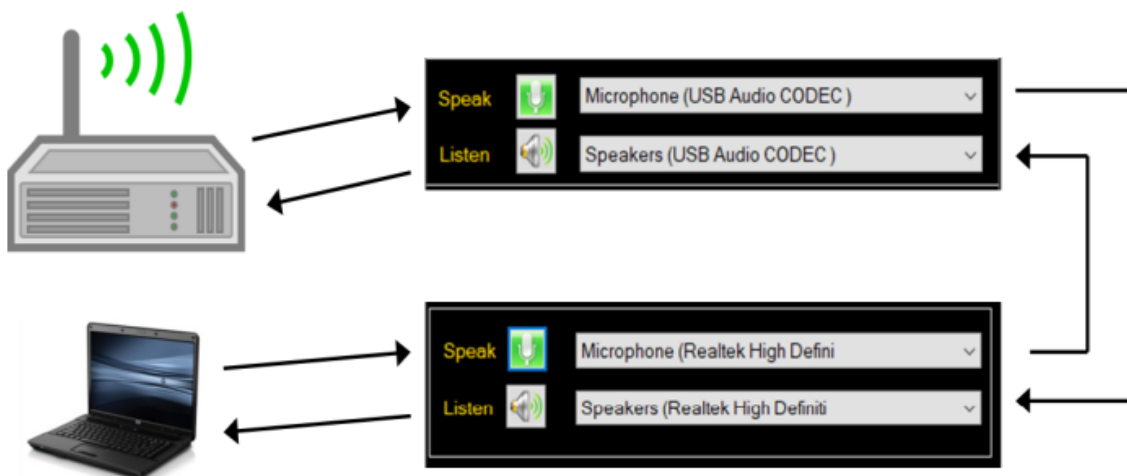 Speak Microphone (USB Audio CODEC )
Listen Speakers (USB Audio CODEC )
Speak Microphone (Realtek High Defini
Listen Speakers (Realtek High Definiti